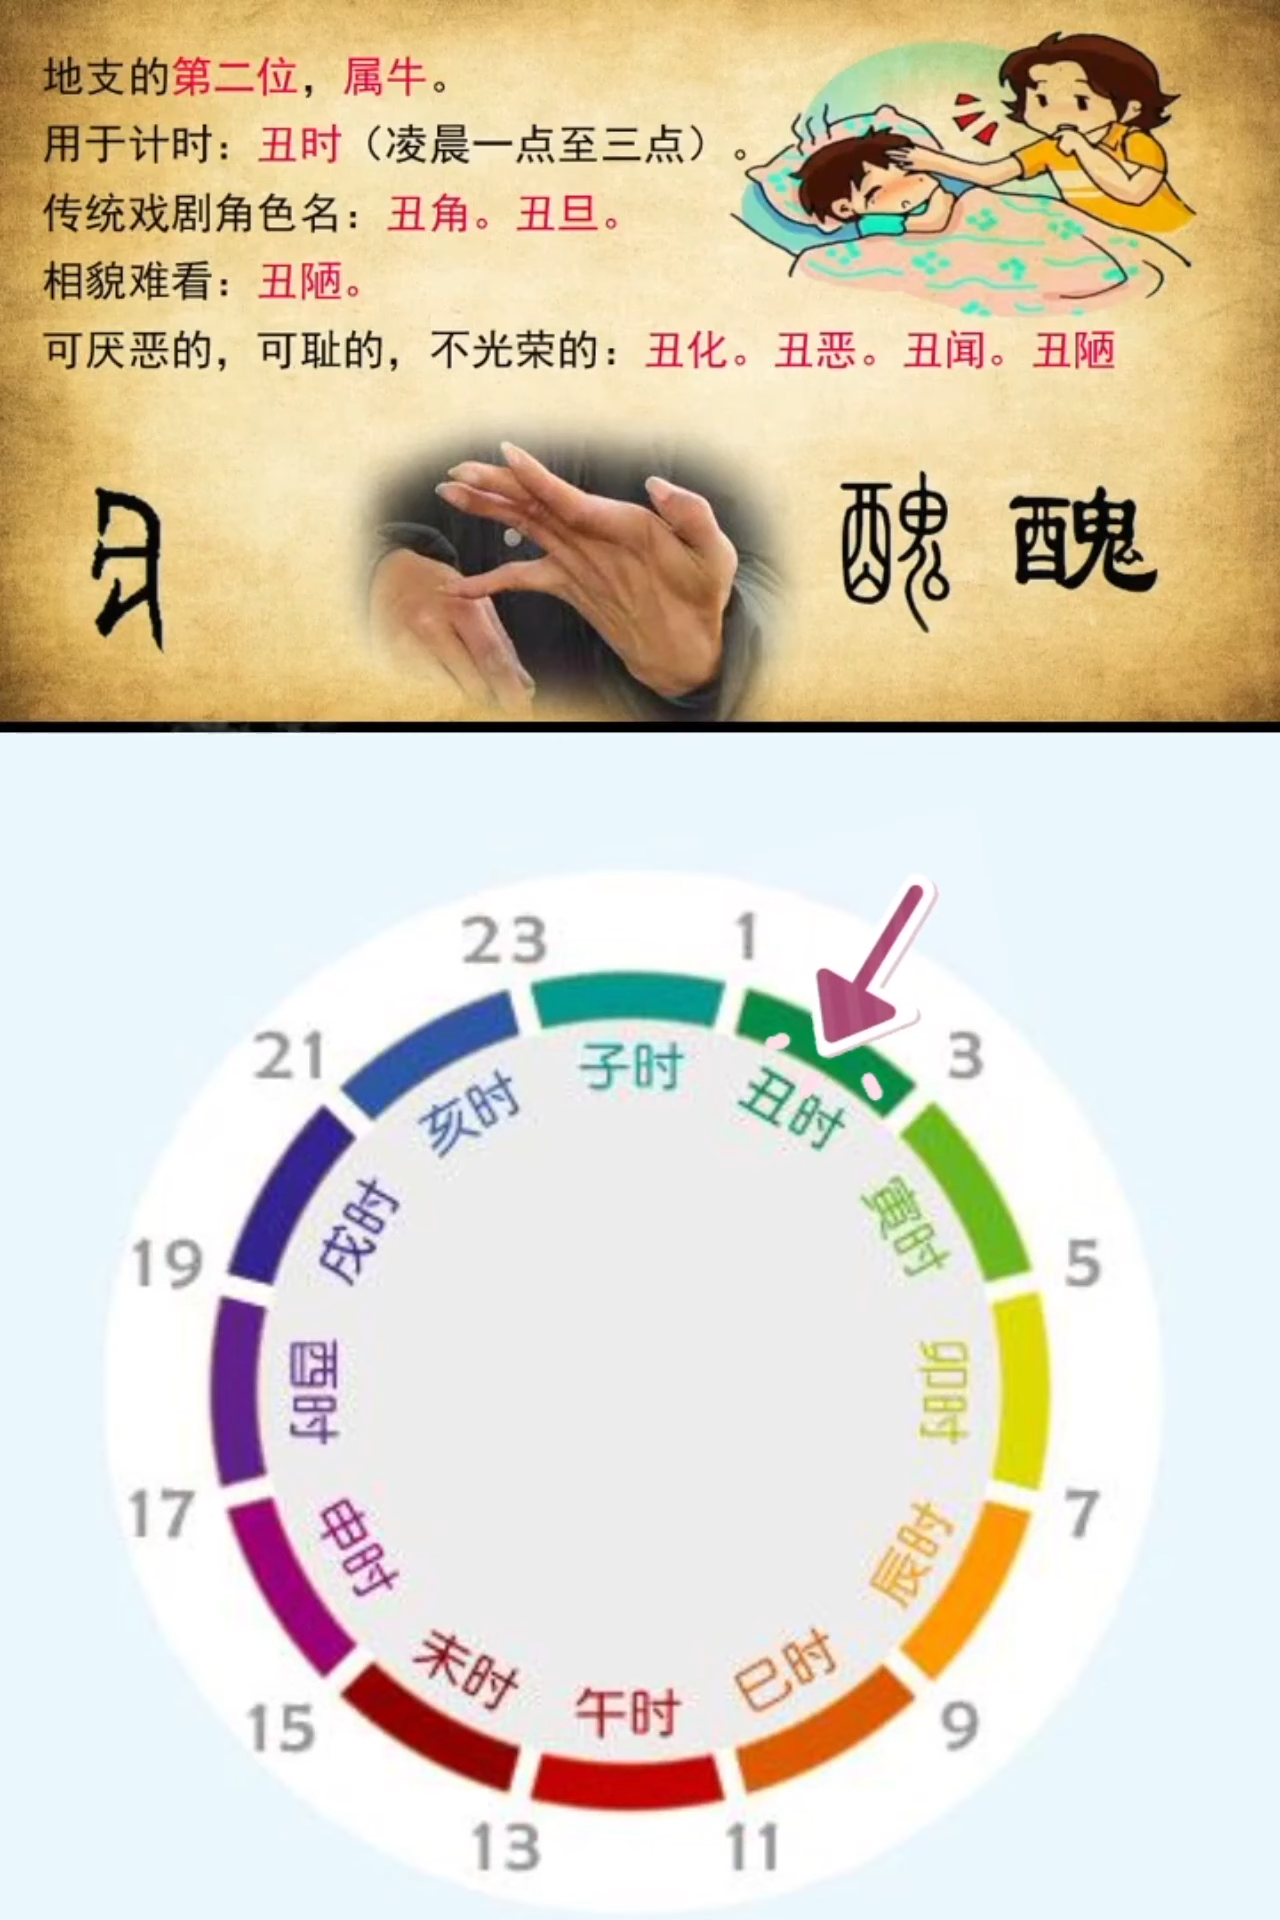 地支的第二位，属牛。
用于计时：丑时（凌晨一点至三点）。
传统戏剧角色名：丑角。丑旦。
相貌难看：丑陋。
可厌恶的，可耻的，不光荣的：丑化。丑恶。丑闻。丑陋
醜 醜
23
1
21
3
19
5
17
7
15
9
13
11
子时
丑时
寅时
卯时
辰时
巳时
午时
未时
申时
酉时
戌时
亥时